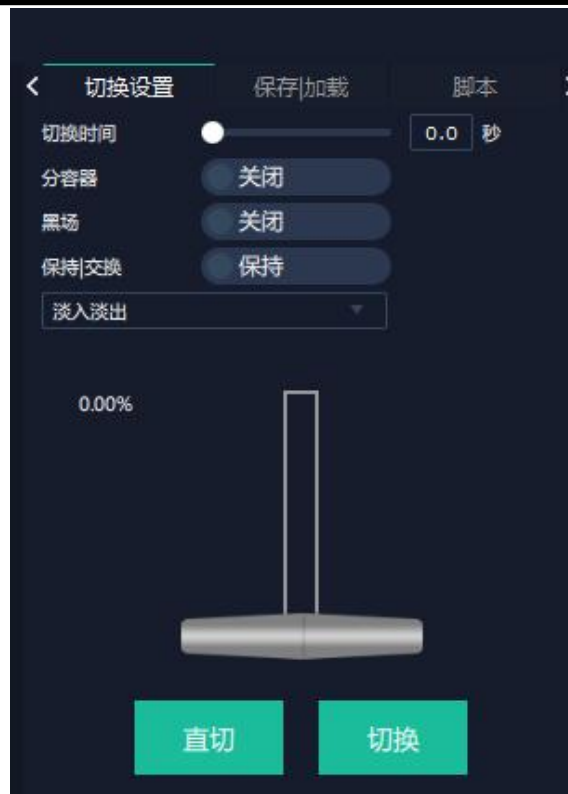 切换设置 保存|加载 脚本
切换时间 0.0 秒
分容器 关闭
黑场 关闭
保持|交换 保持
淡入淡出
0.00%
直切 切换